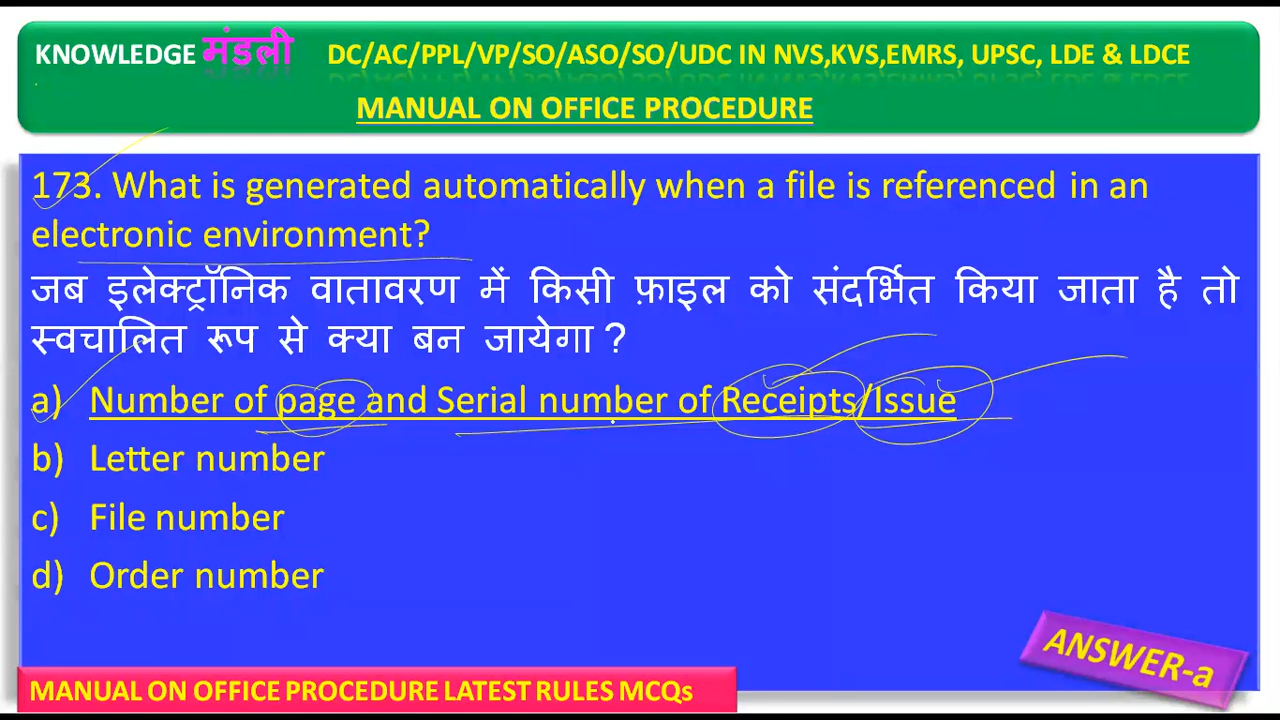 KNOWLEDGE मंडली DC/AC/PPL/VP/SO/ASO/SO/UDC IN NVS,KVS,EMRS, UPSC, LDE & LDCE
MANUAL ON OFFICE PROCEDURE
173. What is generated automatically when a file is referenced in an
electronic environment?
जब इलेक्ट्रॉनिक वातावरण में किसी फ़ाइल को संदर्भित किया जाता है तो
स्वचालित रूप से क्या बन जायेगा ?
a) Number of page and Serial number of Receipts/Issue
b) Letter number
c) File number
d) Order number
ANSWER-a
MANUAL ON OFFICE PROCEDURE LATEST RULES MCQs